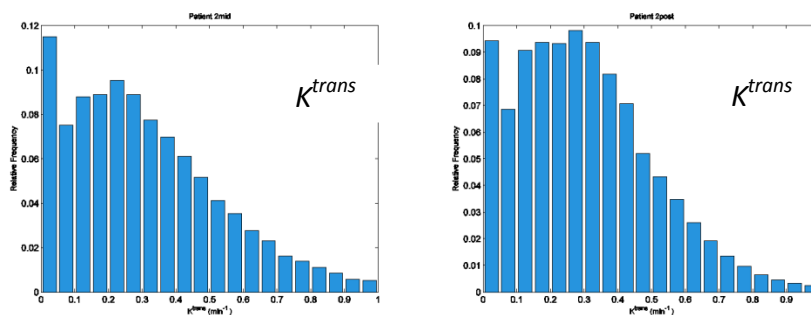 Patient 2mid
0.12
0.1
0.08
0.06
0.04
0.02
0
Relative Frequency
K^trans
0 0.1 0.2 0.3 0.4 0.5 0.6 0.7 0.8 0.9 1
K^trans (min^-1)
Patient 2post
0.1
0.09
0.08
0.07
0.06
0.05
0.04
0.03
0.02
0.01
0
Relative Frequency
K^trans
0 0.1 0.2 0.3 0.4 0.5 0.6 0.7 0.8 0.9
K^trans (min^-1)